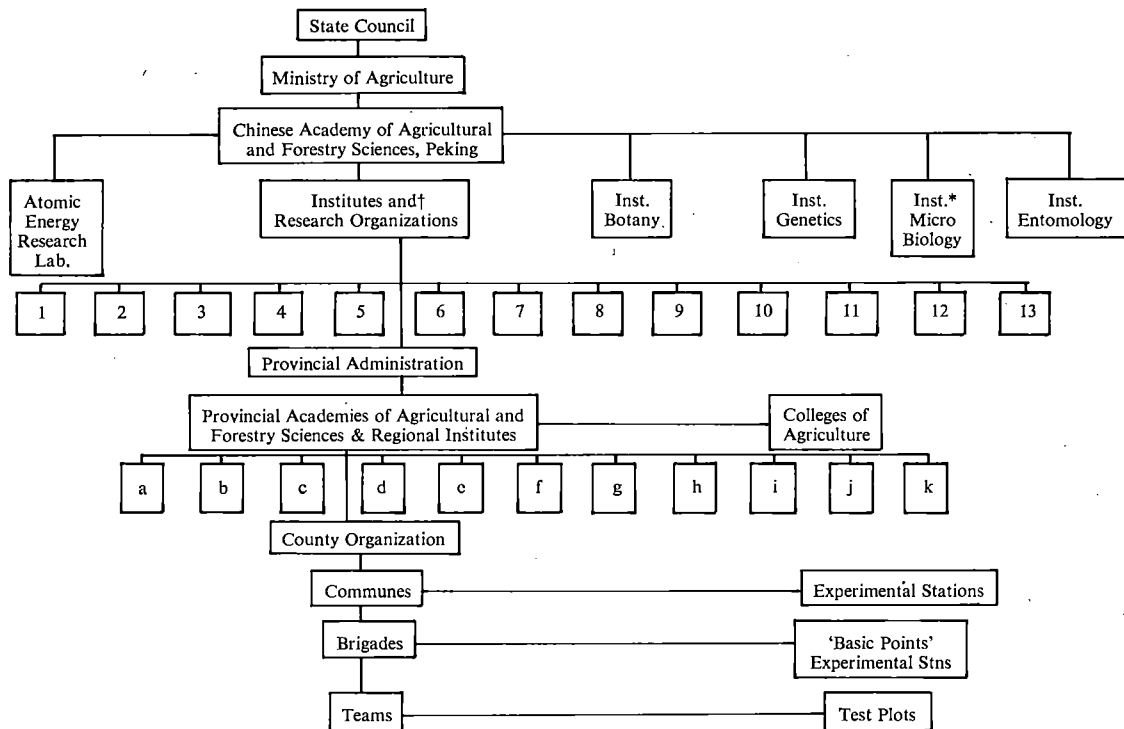 State Council
Ministry of Agriculture
Chinese Academy of Agricultural
and Forestry Sciences, Peking
Atomic
Energy
Research
Lab.
Institutes and†
Research Organizations
Inst.
Botany.
Inst.
Genetics
Inst.*
Micro
Biology
Inst.
Entomology
1 2 3 4 5 6 7 8 9 10 11 12 13
Provincial Administration
Provincial Academies of Agricultural and
Forestry Sciences & Regional Institutes
Colleges of
Agriculture
a b c d e f g h i j k
County Organization
Communes
Experimental Stations
Brigades
'Basic Points'
Experimental Stns
Teams
Test Plots